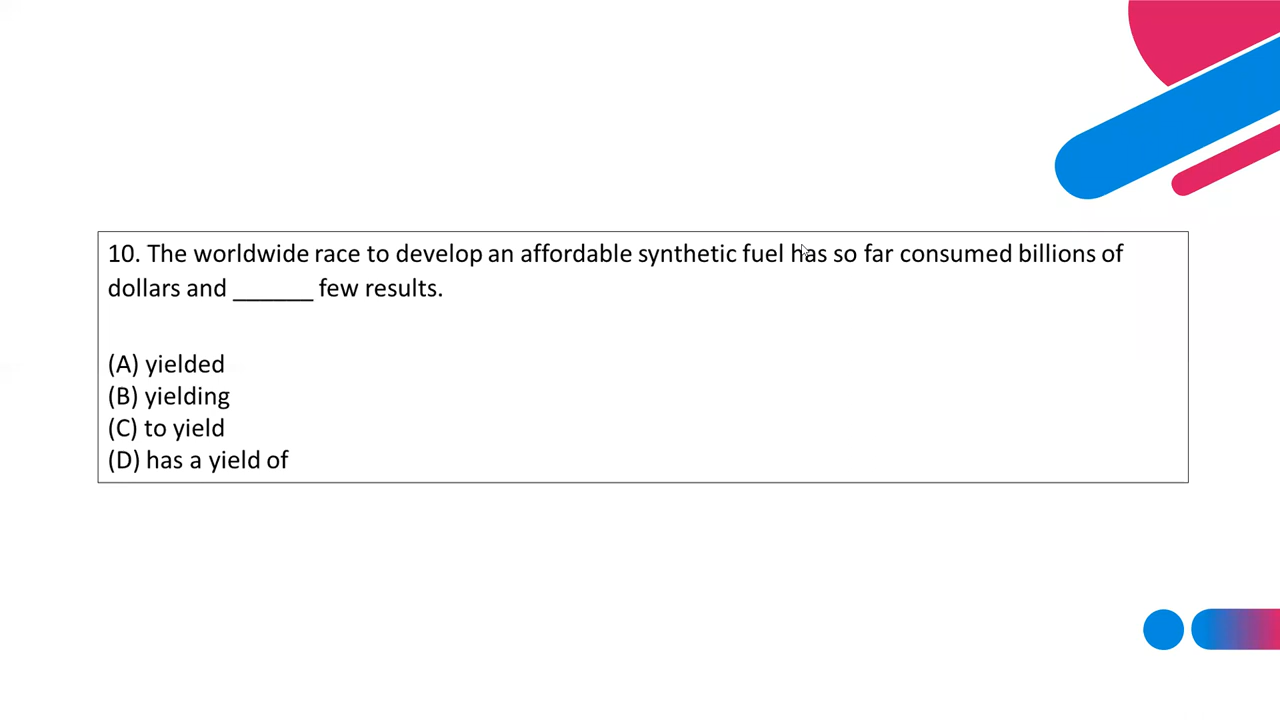 10. The worldwide race to develop an affordable synthetic fuel has so far consumed billions of
dollars and ______ few results.
(A) yielded
(B) yielding
(C) to yield
(D) has a yield of